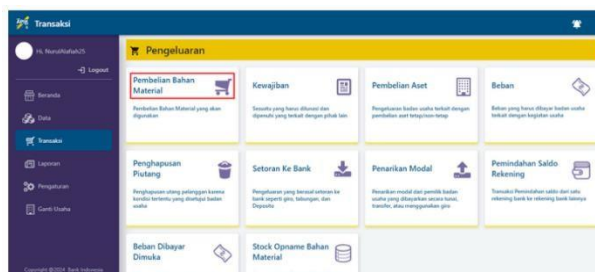 Transaksi
Hi, NurulAlafiah25
Logout
Beranda
Data
Transaksi
Laporan
Pengaturan
Ganti Usaha
Copyright @2024 Bank Indonesia
Pengeluaran
Pembelian Bahan
Material
Pembelian Bahan Material yang akan
digunakan
Kewajiban
Sesuatu yang harus dilunasi dan
dipenuhi yang terkait dengan pihak lain
Pembelian Aset
Pengeluaran badan usaha terkait dengan
pembelian aset tetap/non-tetap
Beban
Beban yang harus dibayar badan usaha
terkait dengan kegiatan usaha
Penghapusan
Piutang
Penghapusan utang pelanggan karena
kondisi tertentu yang disetujui badan
usaha
Setoran Ke Bank
Pengeluaran yang berasal setoran ke
bank seperti giro, tabungan, dan
Deposito
Penarikan Modal
Penarikan modal dari pemilik badan
usaha yang dibayarkan secara tunai,
transfer, atau menggunakan giro
Pemindahan Saldo
Rekening
Transaksi Pemindahan saldo dari satu
rekening bank ke rekening bank lainnya
Beban Dibayar
Dimuka
Stock Opname Bahan
Material